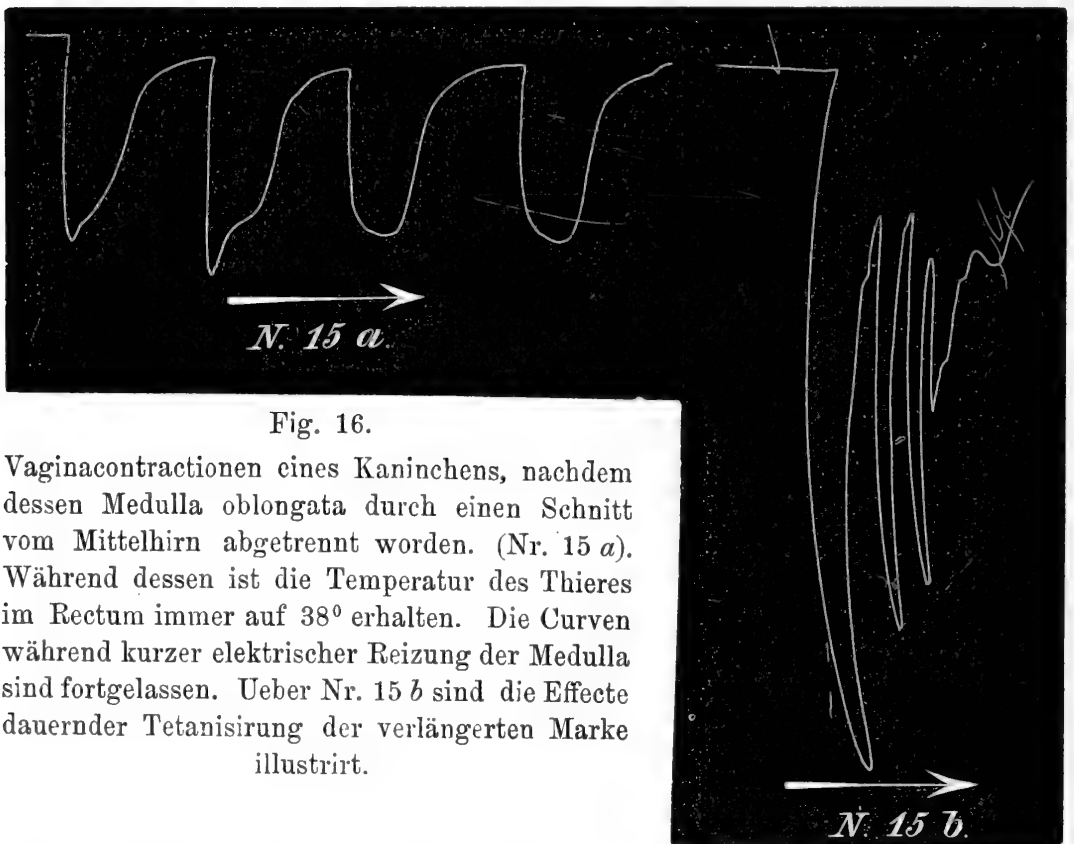 N. 15 a.
Fig. 16.
Vaginacontractionen eines Kaninchens, nachdem
dessen Medulla oblongata durch einen Schnitt
vom Mittelhirn abgetrennt worden. (Nr. 15 a).
Während dessen ist die Temperatur des Thieres
im Rectum immer auf 38⁰ erhalten. Die Curven
während kurzer elektrischer Reizung der Medulla
sind fortgelassen. Ueber Nr. 15 b sind die Effecte
dauernder Tetanisirung der verlängerten Marke
illustrirt.
N. 15 b.